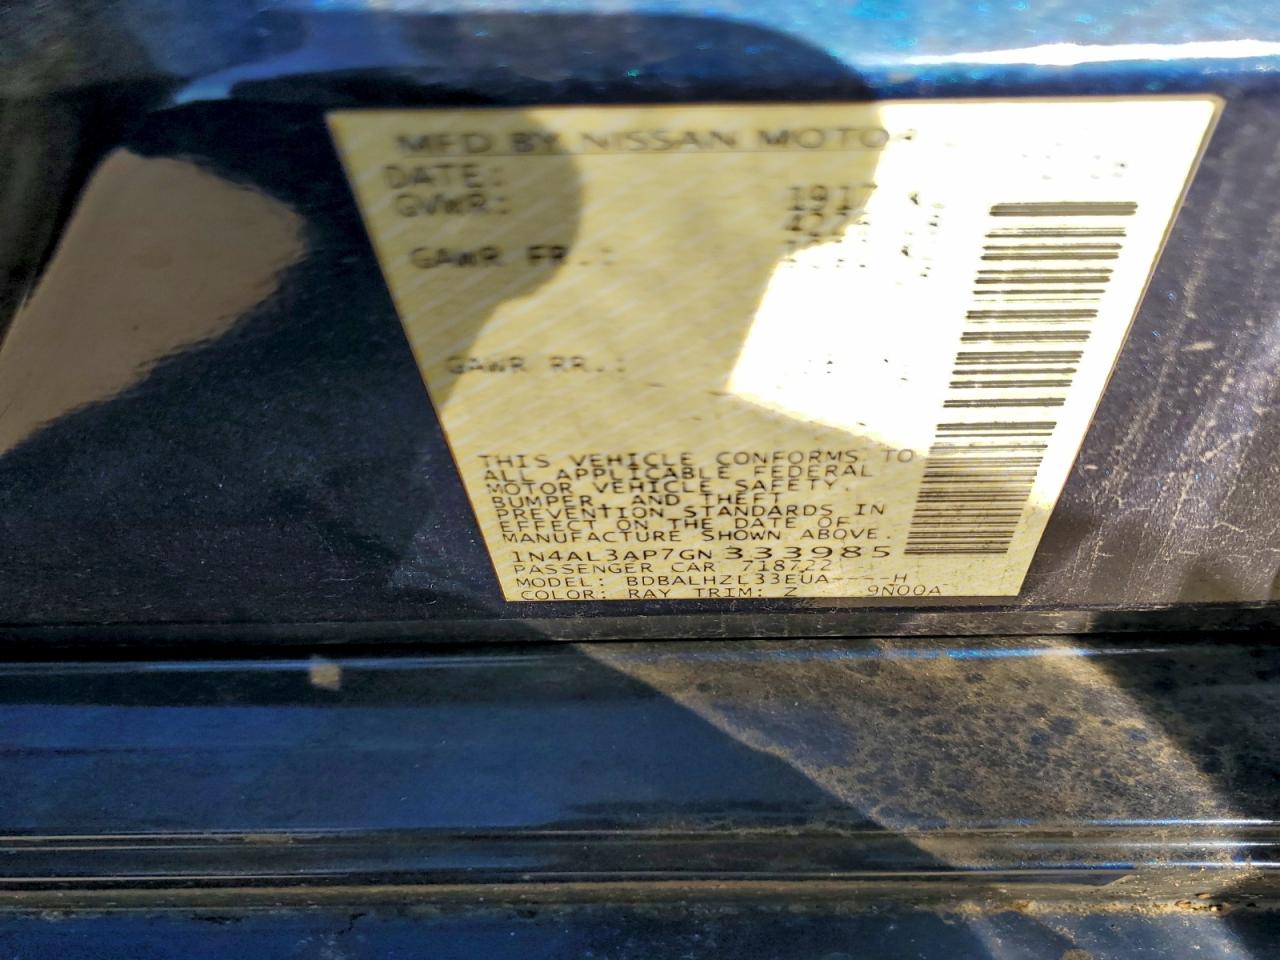 MFD BY NISSAN MOTOR
DATE:
GVWR:
GAWR FR.:
GAWR RR.:
THIS VEHICLE CONFORMS TO
ALL APPLICABLE FEDERAL
MOTOR VEHICLE SAFETY,
BUMPER, AND THEFT
PREVENTION STANDARDS IN
EFFECT ON THE DATE OF
MANUFACTURE SHOWN ABOVE.
1N4AL3AP7GN333985
PASSENGER CAR 718722
MODEL: BDBALHZL33EUA----H
COLOR: RAY TRIM: Z 9N00A